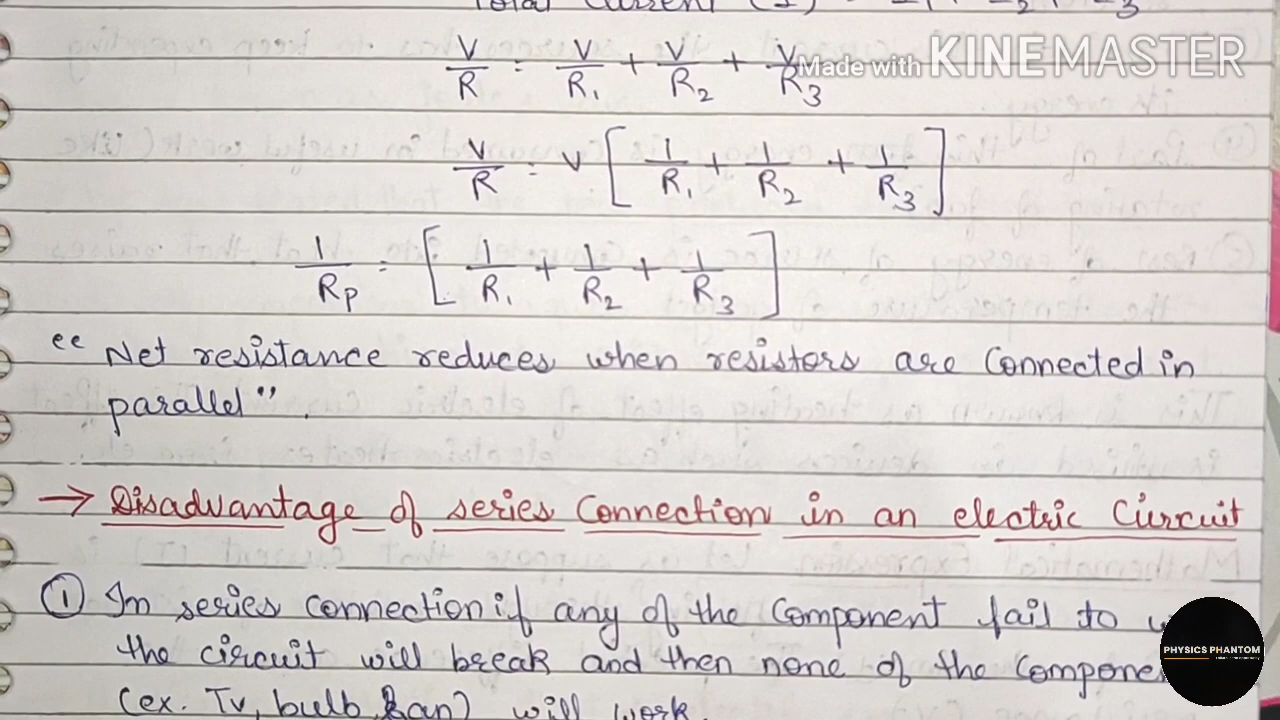 Total Current (I) =
V/R = V/R₁ + V/R₂ + V/R₃
Made with KINEMASTER
V/R = V [ 1/R₁ + 1/R₂ + 1/R₃ ]
1/Rp = [ 1/R₁ + 1/R₂ + 1/R₃ ]
“ Net resistance reduces when resistors are Connected in
parallel ” .
→ Disadvantage of series Connection in an electric Circuit
① In series connection if any of the Component fail to
the circuit will break and then none of the
(ex. Tv, bulb, fan) will work.
PHYSICS PHANTOM